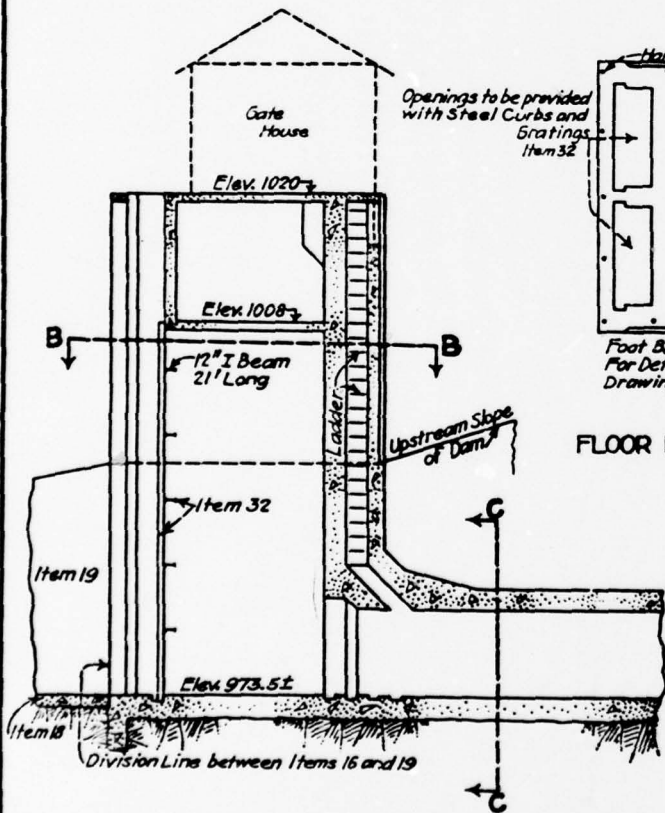 Gate
House
Openings to be provided
with Steel Curbs and
Gratings
Item 32
Elev. 1020
Elev. 1008
B
B
12" I Beam
21' Long
Ladder
Upstream Slope
of Dam
FLOOR
Item 32
Item 19
C
Elev. 973.5±
Item 18
Division Line between Items 16 and 19
C
Foot
For